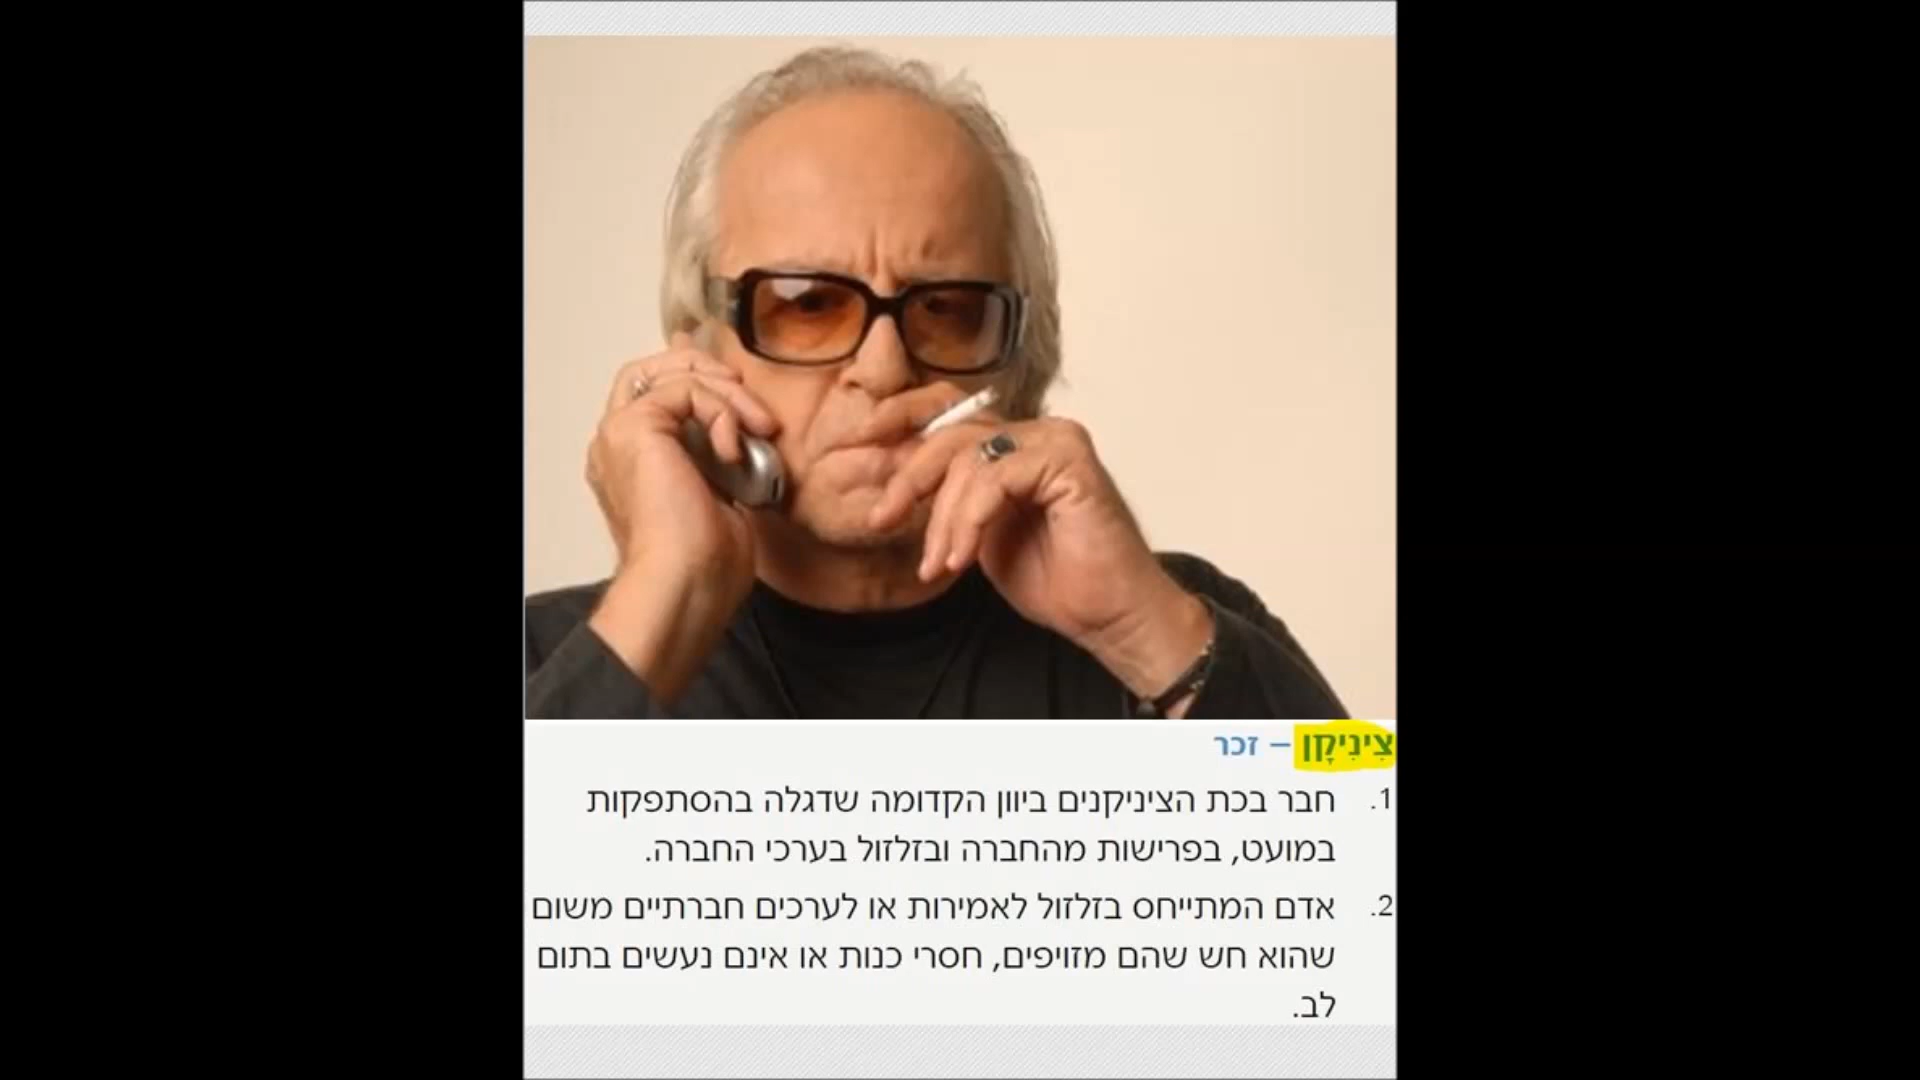 צִינִיקָן – זכר
1. חבר בכת הציניקנים ביוון הקדומה שדגלה בהסתפקות
במועט, בפרישות מהחברה ובזלזול בערכי החברה.
2. אדם המתייחס בזלזול לאמירות או לערכים חברתיים משום
שהוא חש שהם מזויפים, חסרי כנות או אינם נעשים בתום
לב.